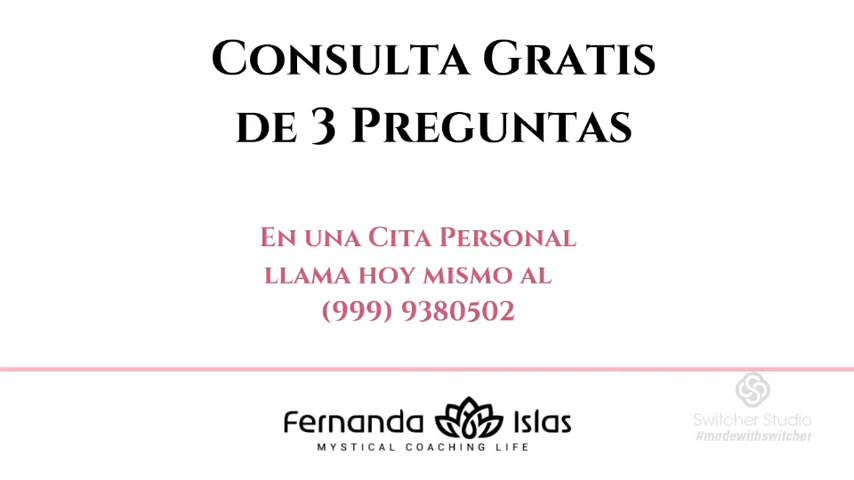 Consulta Gratis
de 3 Preguntas
En una Cita Personal
llama hoy mismo al
(999) 9380502
Fernanda Islas
MYSTICAL COACHING LIFE
Switcher Studio
#madewithswitcher